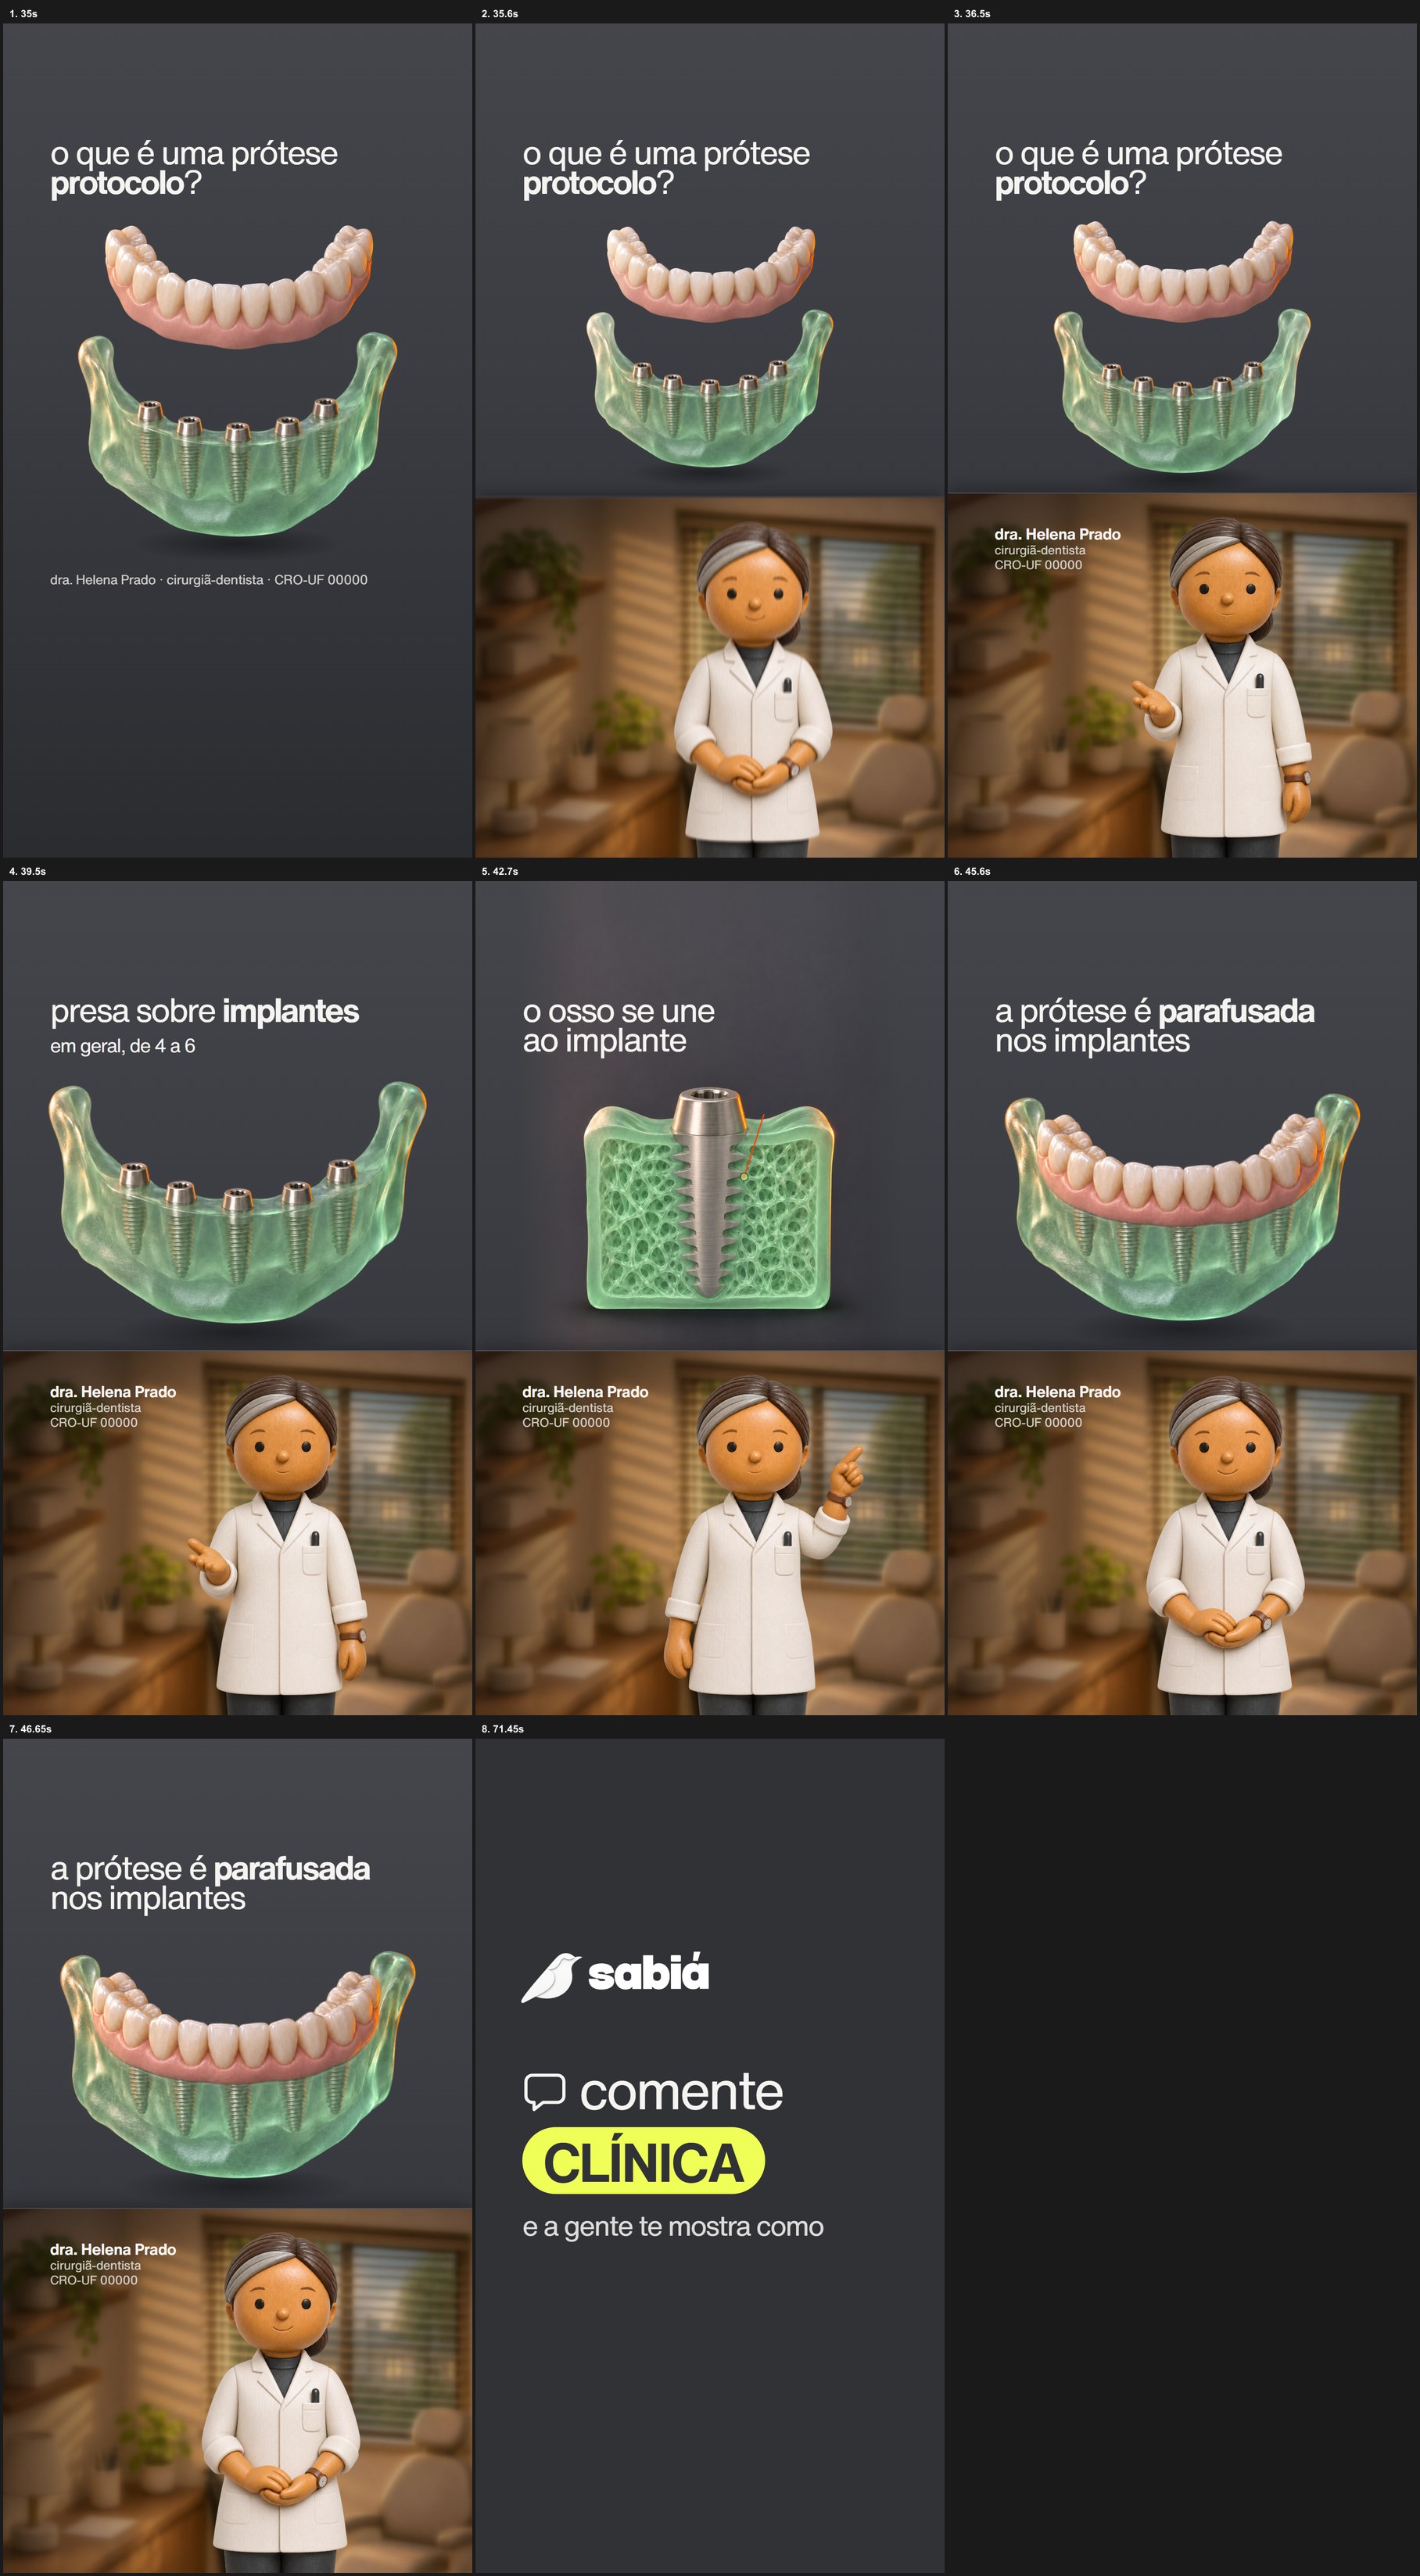 1. 35s
o que é uma prótese
protocolo?
dra. Helena Prado · cirurgiã-dentista · CRO-UF 00000
2. 35.6s
o que é uma prótese
protocolo?
3. 36.5s
o que é uma prótese
protocolo?
dra. Helena Prado
cirurgiã-dentista
CRO-UF 00000
4. 39.5s
presa sobre implantes
em geral, de 4 a 6
dra. Helena Prado
cirurgiã-dentista
CRO-UF 00000
5. 42.7s
o osso se une
ao implante
dra. Helena Prado
cirurgiã-dentista
CRO-UF 00000
6. 45.6s
a prótese é parafusada
nos implantes
dra. Helena Prado
cirurgiã-dentista
CRO-UF 00000
7. 46.65s
a prótese é parafusada
nos implantes
dra. Helena Prado
cirurgiã-dentista
CRO-UF 00000
8. 71.45s
sabiá
comente
CLÍNICA
e a gente te mostra como